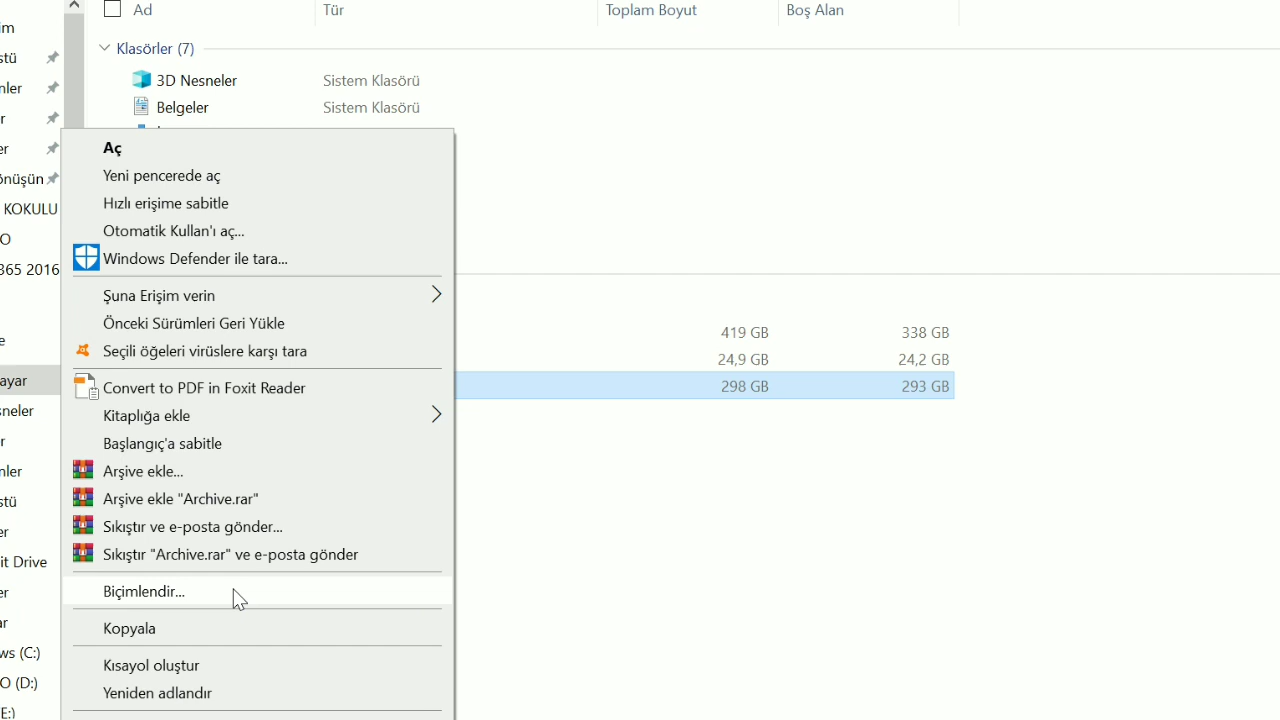 Ad Tür Toplam Boyut Boş Alan
Klasörler (7)
3D Nesneler Sistem Klasörü
Belgeler Sistem Klasörü
KOKULU
365 2016
it Drive
(C:)
(D:)
Aç
Yeni pencerede aç
Hızlı erişime sabitle
Otomatik Kullan'ı aç...
Windows Defender ile tara...
Şuna Erişim verin
Önceki Sürümleri Geri Yükle
Seçili öğeleri virüslere karşı tara
Convert to PDF in Foxit Reader
Kitaplığa ekle
Başlangıç'a sabitle
Arşive ekle...
Arşive ekle "Archive.rar"
Sıkıştır ve e-posta gönder...
Sıkıştır "Archive.rar" ve e-posta gönder
Biçimlendir...
Kopyala
Kısayol oluştur
Yeniden adlandır
419 GB 338 GB
24,9 GB 24,2 GB
298 GB 293 GB